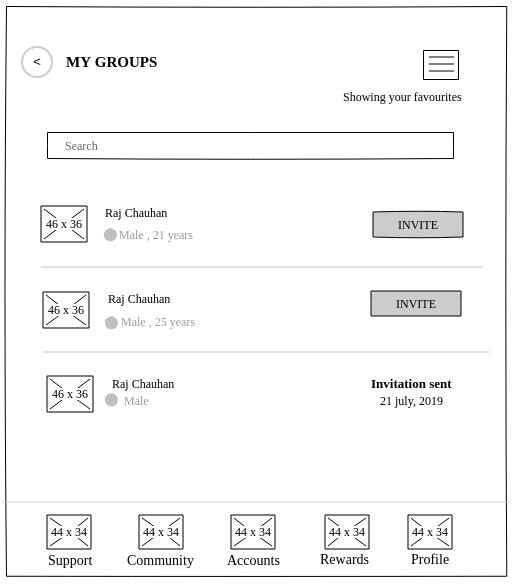 < MY GROUPS
Showing your favourites
Search
46 x 36 Raj Chauhan INVITE
Male , 21 years
46 x 36 Raj Chauhan INVITE
Male , 25 years
46 x 36 Raj Chauhan Invitation sent
Male 21 july, 2019
44 x 34 44 x 34 44 x 34 44 x 34 44 x 34
Support Community Accounts Rewards Profile